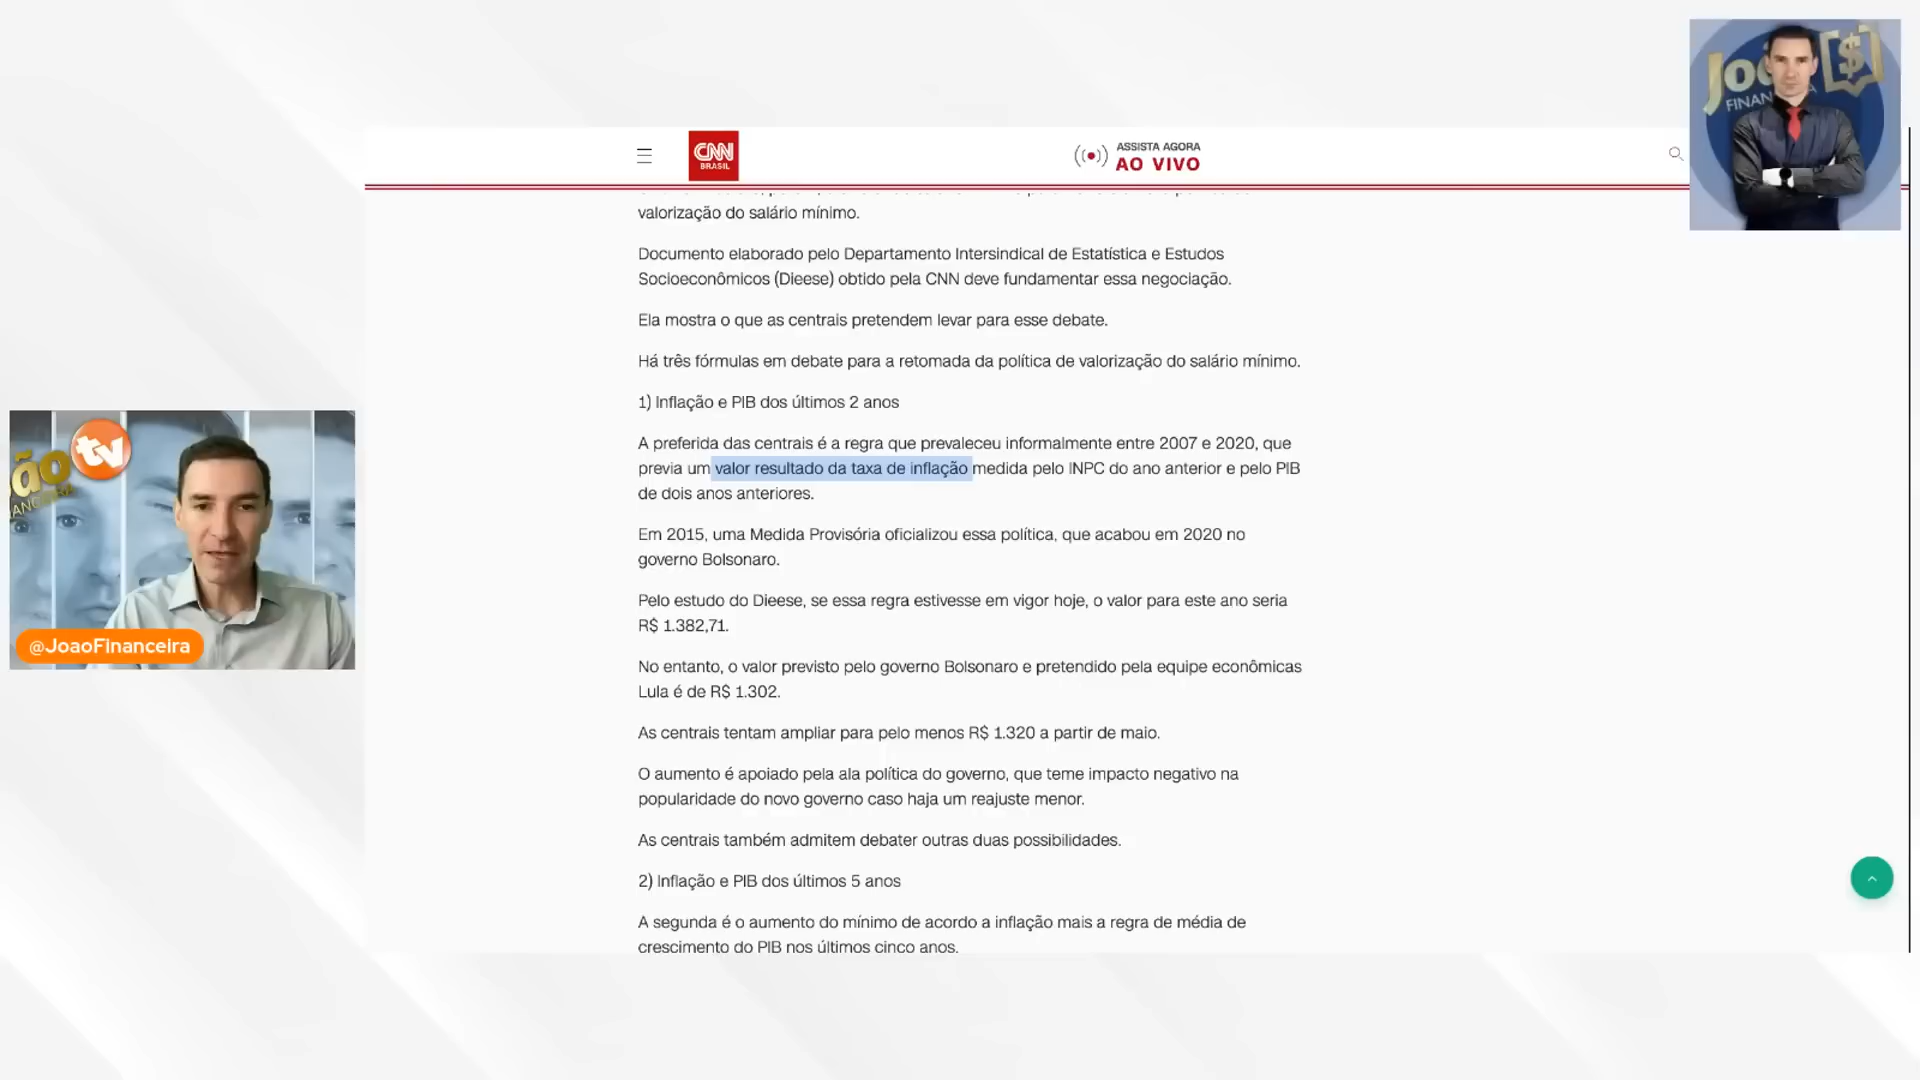 CNN
BRASIL
ASSISTA AGORA
AO VIVO
João
FINAN
valorização do salário mínimo.
Documento elaborado pelo Departamento Intersindical de Estatística e Estudos
Socioeconômicos (Dieese) obtido pela CNN deve fundamentar essa negociação.
Ela mostra o que as centrais pretendem levar para esse debate.
Há três fórmulas em debate para a retomada da política de valorização do salário mínimo.
1) Inflação e PIB dos últimos 2 anos
A preferida das centrais é a regra que prevaleceu informalmente entre 2007 e 2020, que
previa um valor resultado da taxa de inflação medida pelo INPC do ano anterior e pelo PIB
de dois anos anteriores.
Em 2015, uma Medida Provisória oficializou essa política, que acabou em 2020 no
governo Bolsonaro.
Pelo estudo do Dieese, se essa regra estivesse em vigor hoje, o valor para este ano seria
R$ 1.382,71.
No entanto, o valor previsto pelo governo Bolsonaro e pretendido pela equipe econômicas
Lula é de R$ 1.302.
As centrais tentam ampliar para pelo menos R$ 1.320 a partir de maio.
O aumento é apoiado pela ala política do governo, que teme impacto negativo na
popularidade do novo governo caso haja um reajuste menor.
As centrais também admitem debater outras duas possibilidades.
2) Inflação e PIB dos últimos 5 anos
A segunda é o aumento do mínimo de acordo a inflação mais a regra de média de
crescimento do PIB nos últimos cinco anos.
tv
ão
@JoaoFinanceira